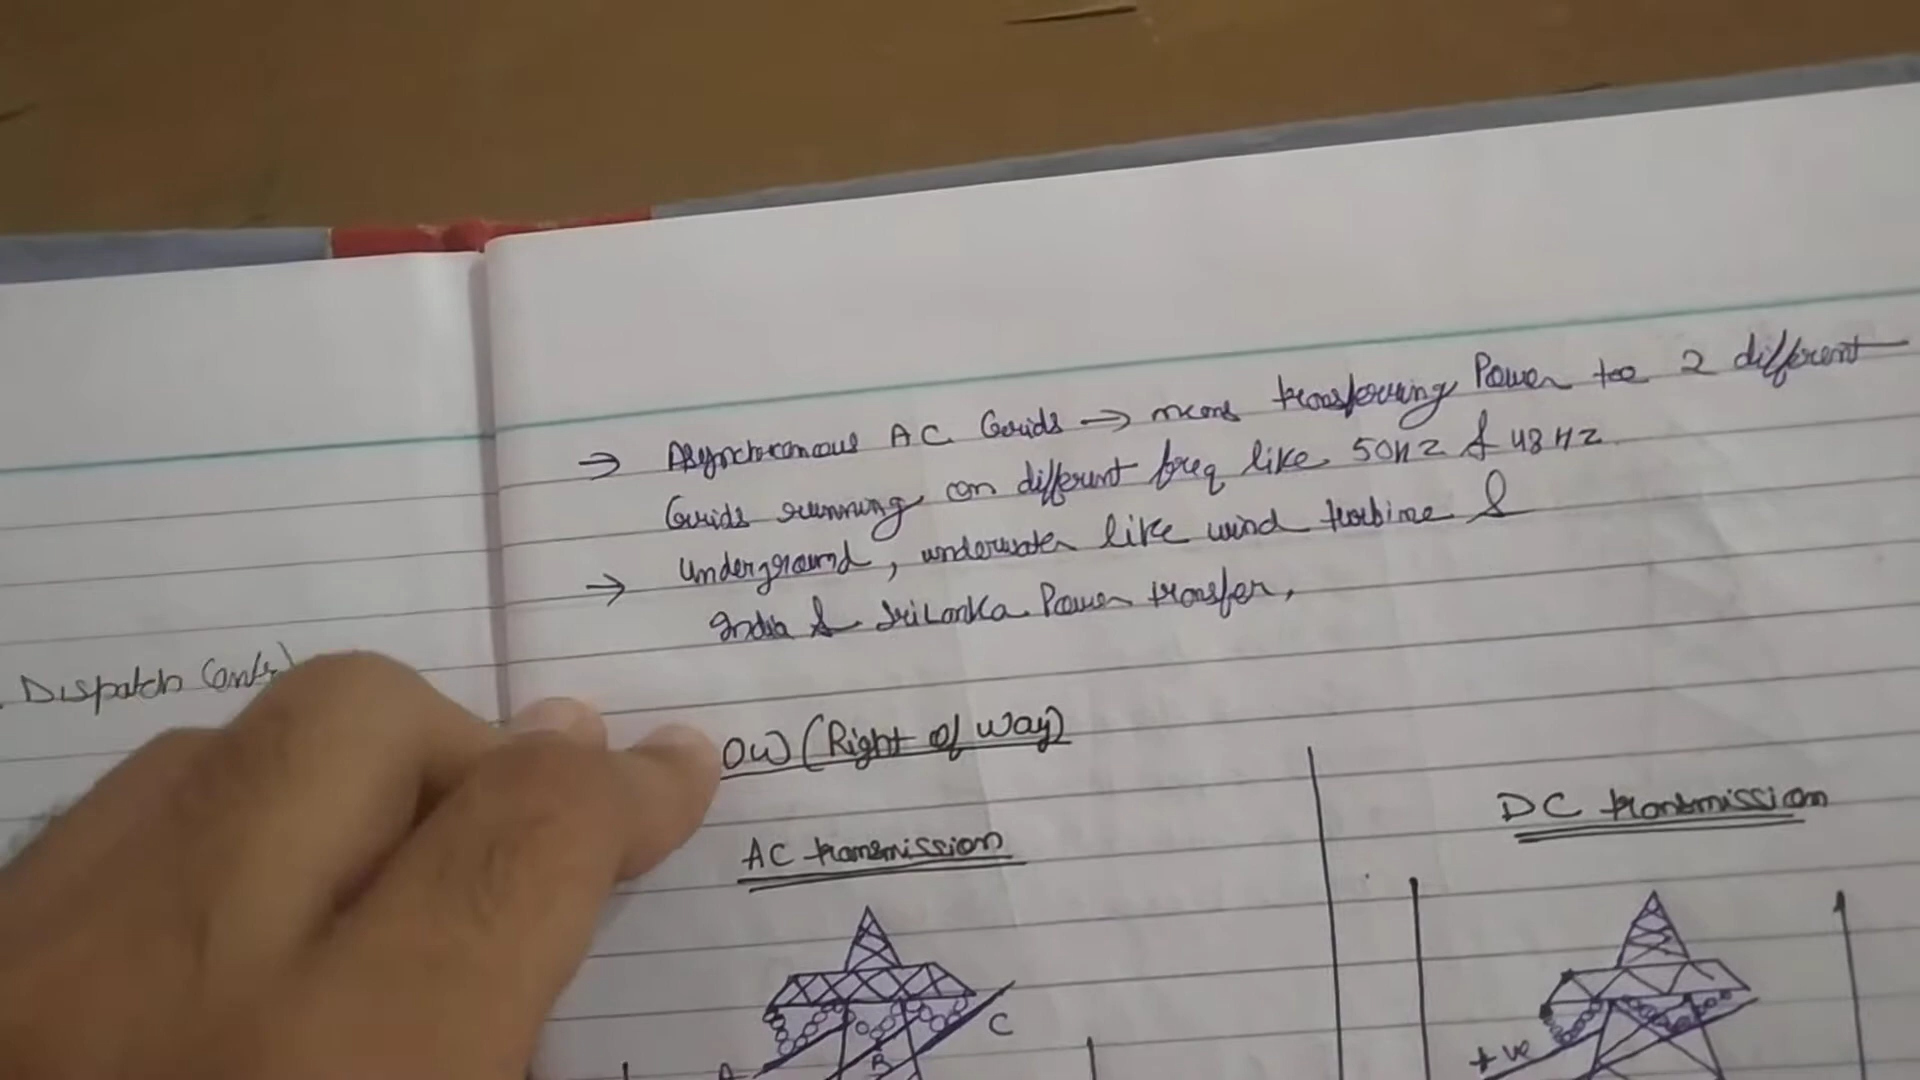 . Dispatch Cont
→ Asynchronous AC Grids → means transferring Power to 2 different
Grids running on different freq like 50HZ & 48HZ
→ Underground, underwater like wind turbine &
India & SriLanka Power transfer.
OW (Right of Way)
AC transmission
DC transmission
A
B
C
+ve